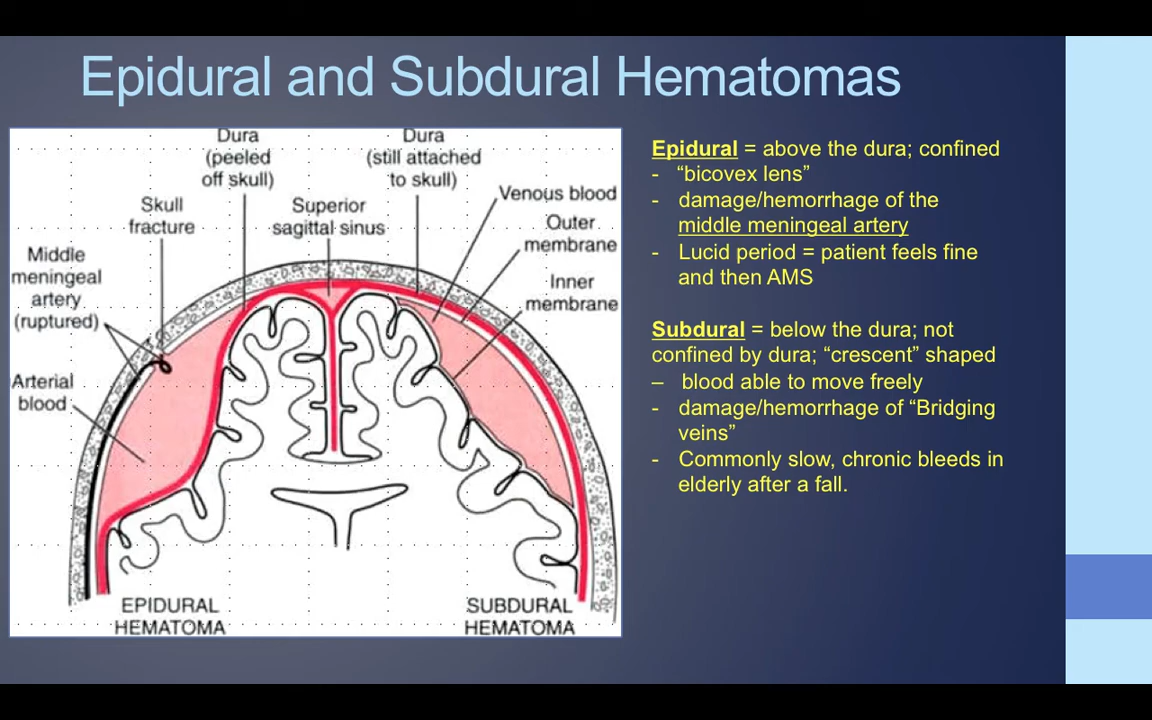 Epidural and Subdural Hematomas
Dura
(peeled
off skull)
Dura
(still attached
to skull)
Venous blood
Skull
fracture
Superior
sagittal sinus
Outer
membrane
Middle
meningeal
artery
(ruptured)
Inner
membrane
Arterial
blood
EPIDURAL
HEMATOMA
SUBDURAL
HEMATOMA
Epidural = above the dura; confined
- “bicovex lens”
- damage/hemorrhage of the
middle meningeal artery
- Lucid period = patient feels fine
and then AMS
Subdural = below the dura; not
confined by dura; “crescent” shaped
– blood able to move freely
- damage/hemorrhage of “Bridging
veins”
- Commonly slow, chronic bleeds in
elderly after a fall.